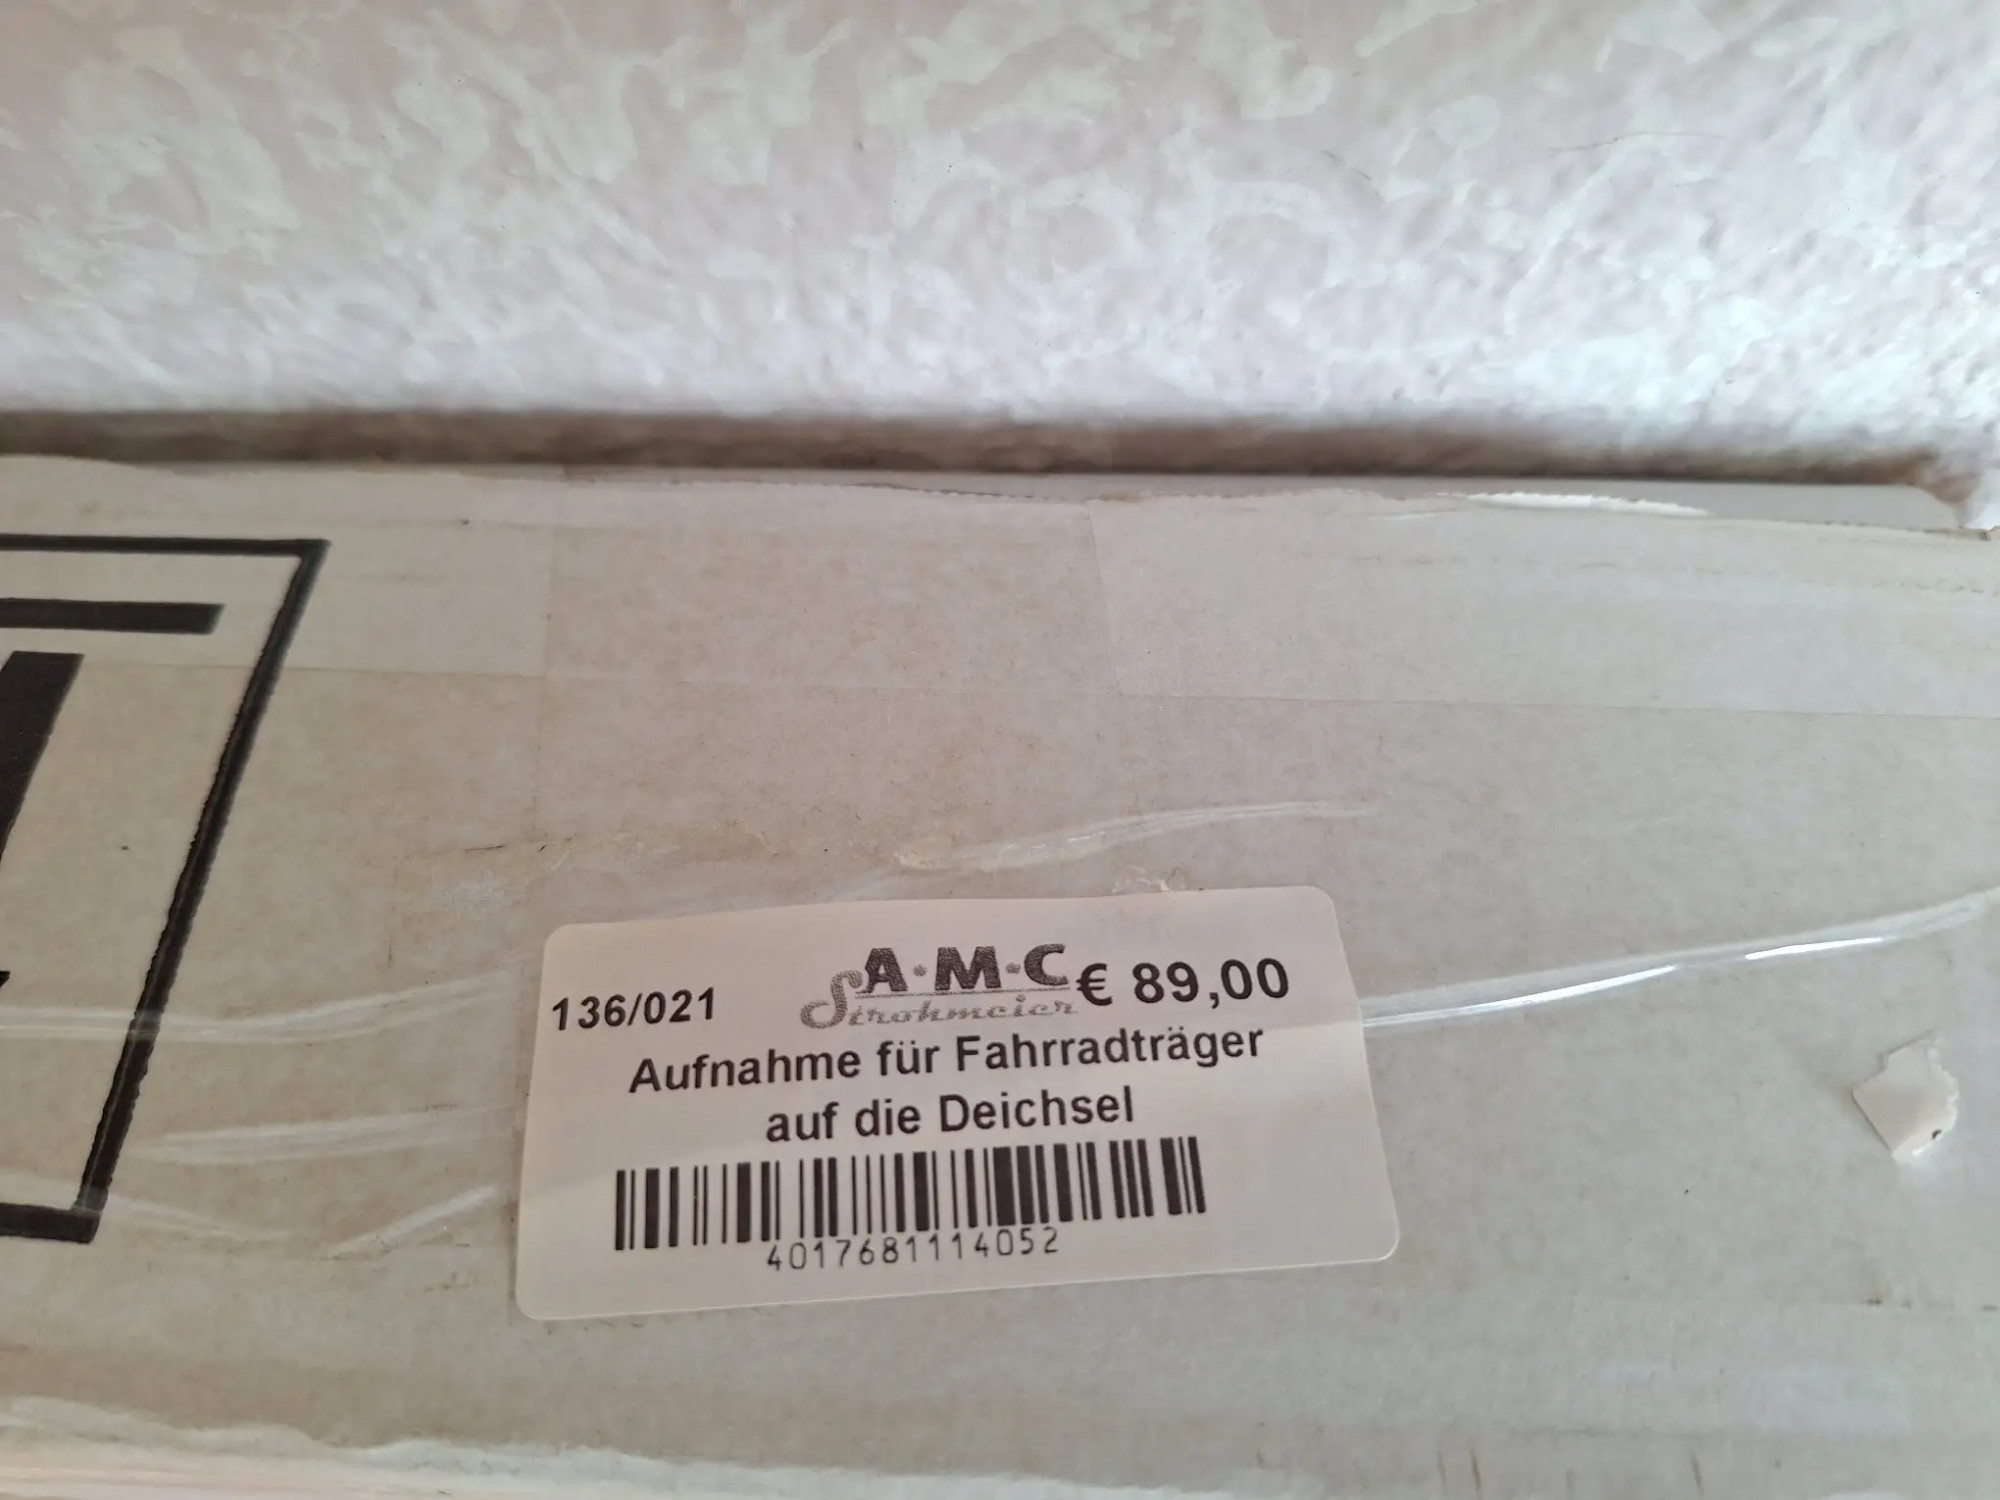 136/021 A·M·C € 89,00
Strohmeier
Aufnahme für Fahrradträger
auf die Deichsel
4017681114052